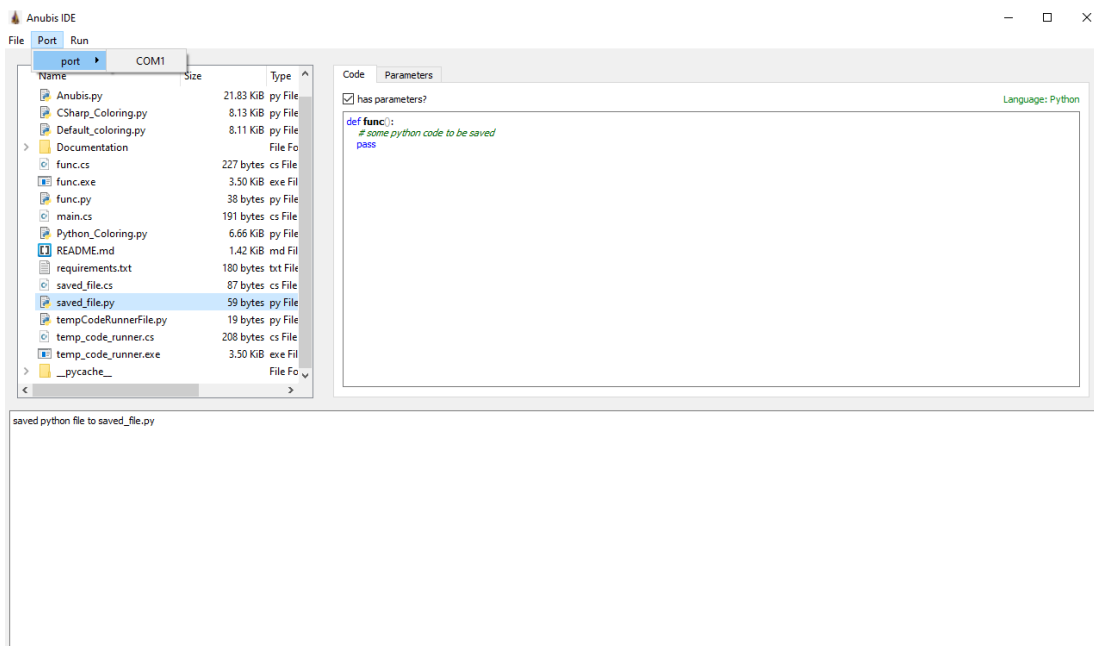 Anubis IDE
File Port Run
port COM1
Name Size Type
Anubis.py 21.83 KiB py File
CSharp_Coloring.py 8.13 KiB py File
Default_coloring.py 8.11 KiB py File
Documentation File Fo
func.cs 227 bytes cs File
func.exe 3.50 KiB exe Fil
func.py 38 bytes py File
main.cs 191 bytes cs File
Python_Coloring.py 6.66 KiB py File
README.md 1.42 KiB md Fil
requirements.txt 180 bytes txt File
saved_file.cs 87 bytes cs File
saved_file.py 59 bytes py File
tempCodeRunnerFile.py 19 bytes py File
temp_code_runner.cs 208 bytes cs File
temp_code_runner.exe 3.50 KiB exe Fil
__pycache__ File Fo
Code Parameters
has parameters? Language: Python
def func():
# some python code to be saved
pass
saved python file to saved_file.py